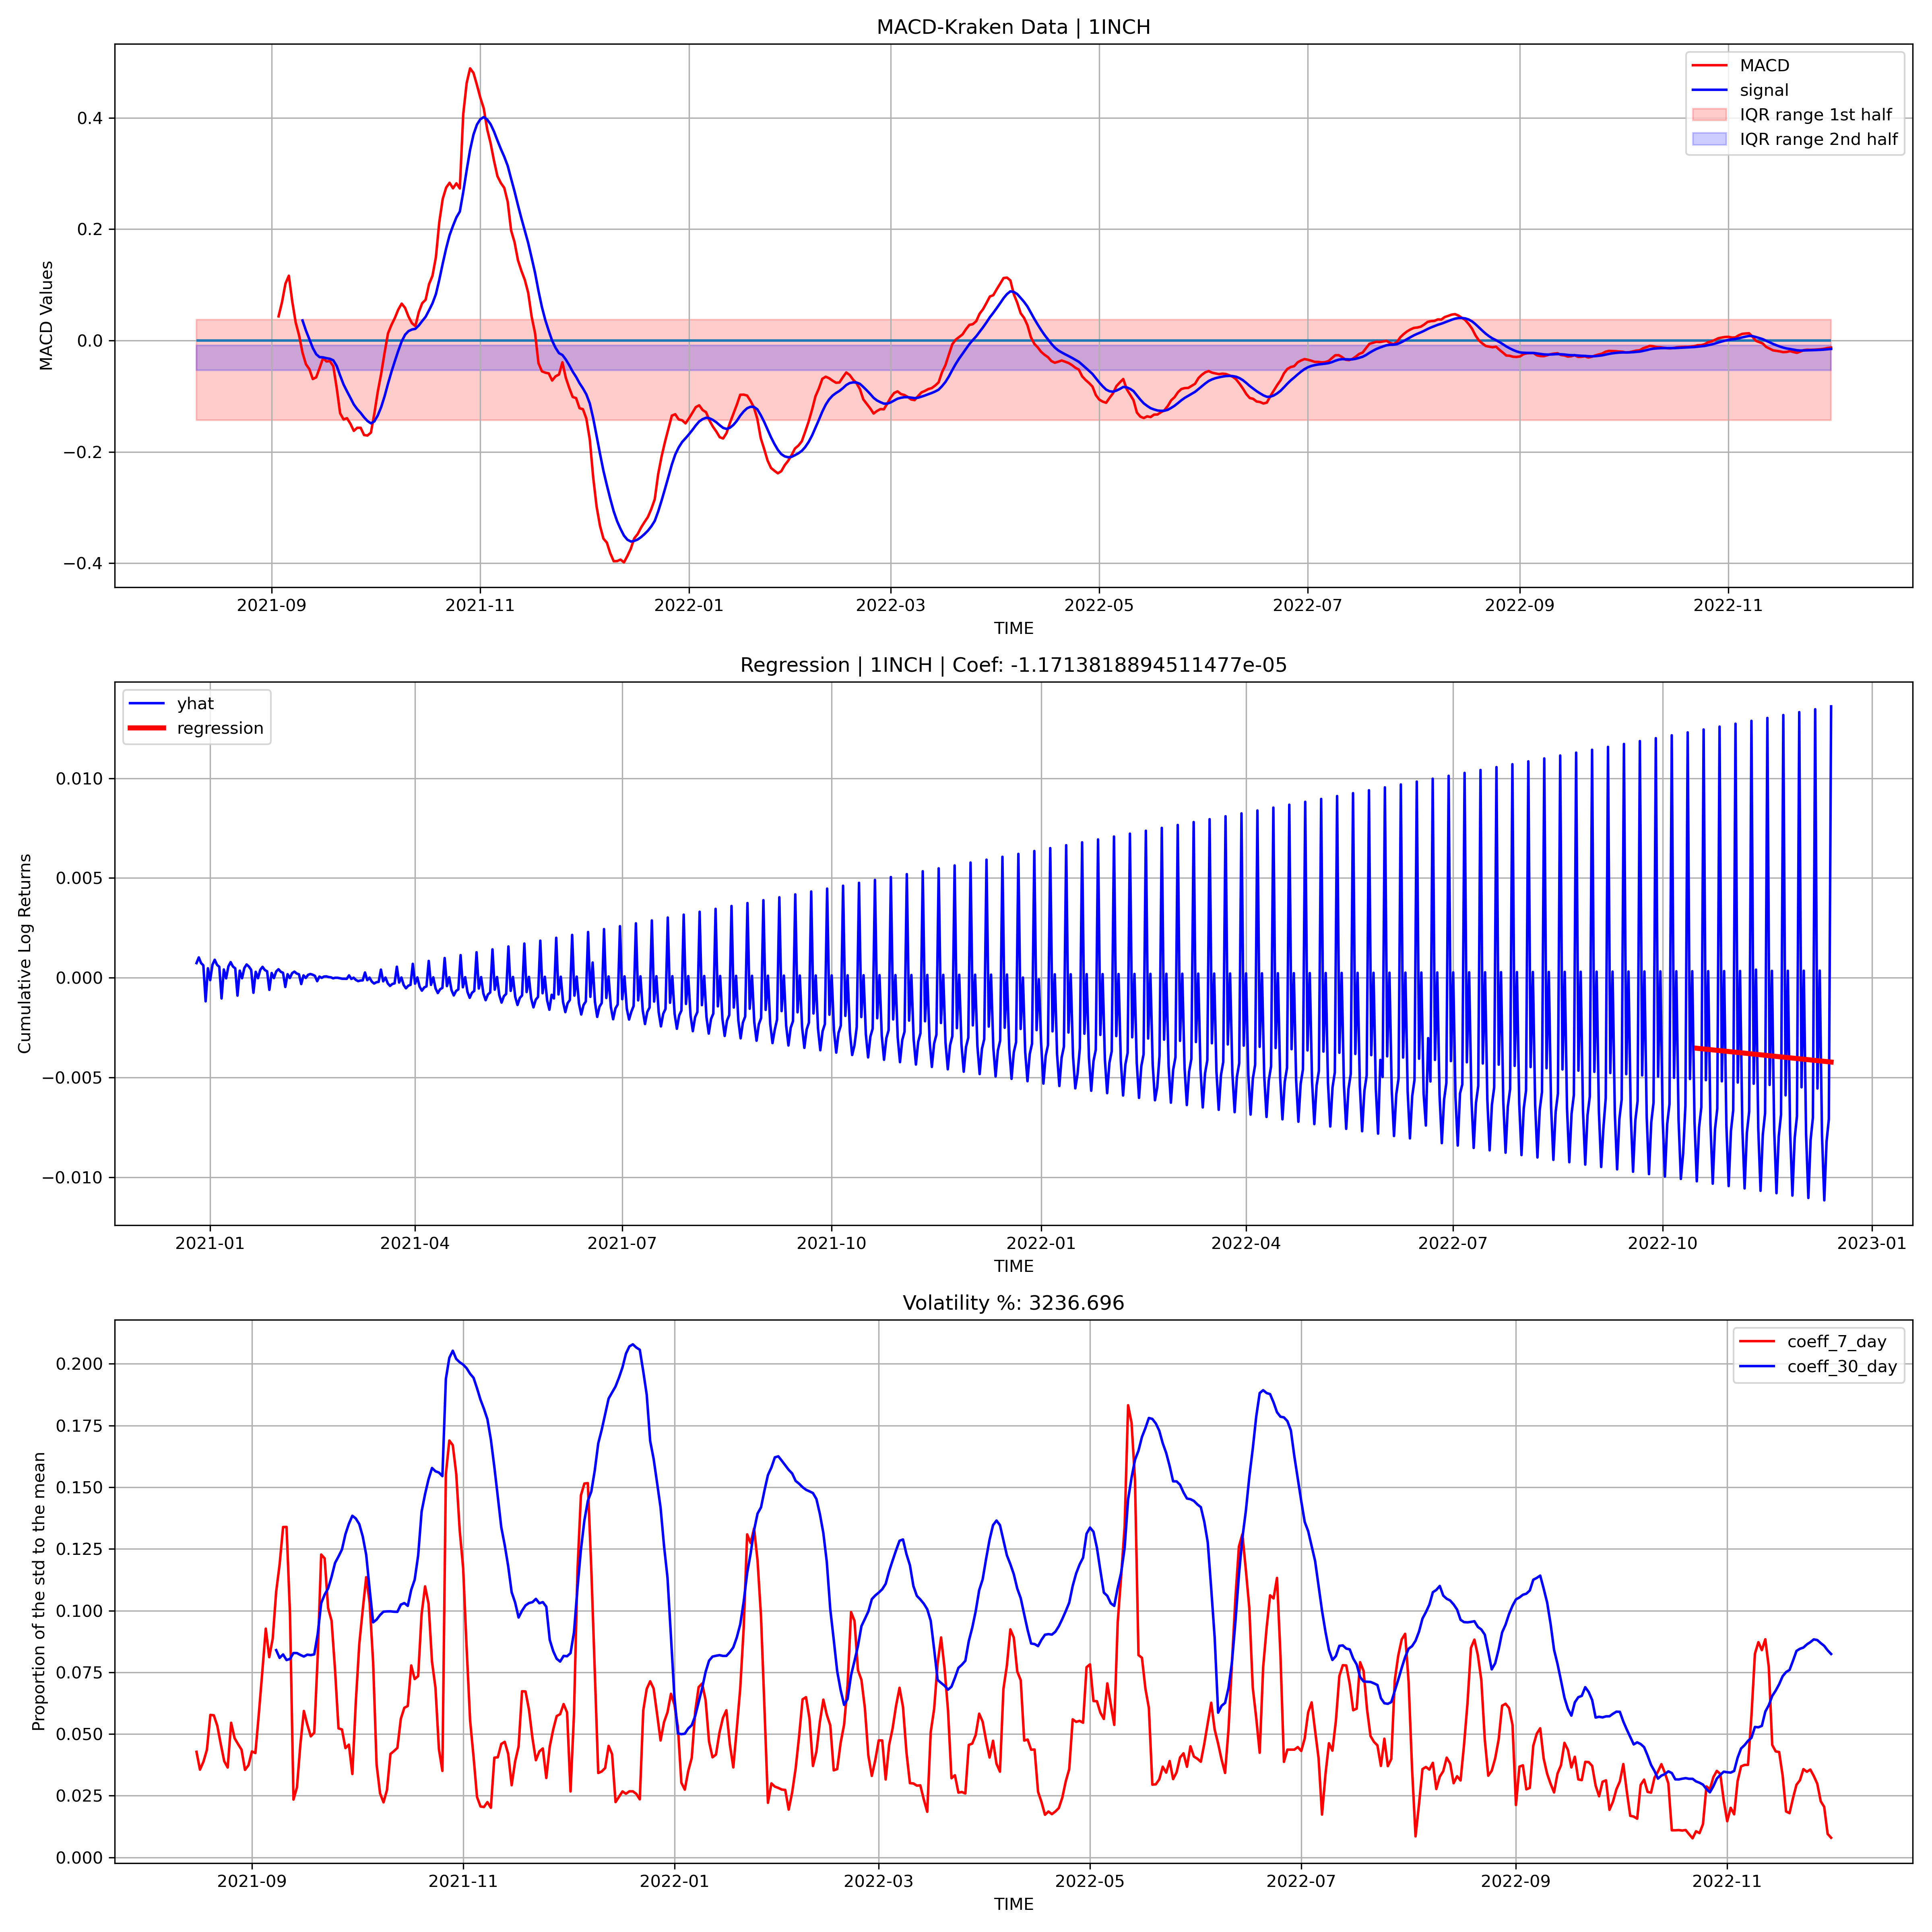 MACD-Kraken Data | 1INCH
MACD
signal
IQR range 1st half
IQR range 2nd half
MACD Values
0.4
0.2
0.0
−0.2
−0.4
2021-09 2021-11 2022-01 2022-03 2022-05 2022-07 2022-09 2022-11
TIME
Regression | 1INCH | Coef: -1.1713818894511477e-05
yhat
regression
Cumulative Log Returns
0.010
0.005
0.000
−0.005
−0.010
2021-01 2021-04 2021-07 2021-10 2022-01 2022-04 2022-07 2022-10 2023-01
TIME
Volatility %: 3236.696
coeff_7_day
coeff_30_day
Proportion of the std to the mean
0.200
0.175
0.150
0.125
0.100
0.075
0.050
0.025
0.000
2021-09 2021-11 2022-01 2022-03 2022-05 2022-07 2022-09 2022-11
TIME